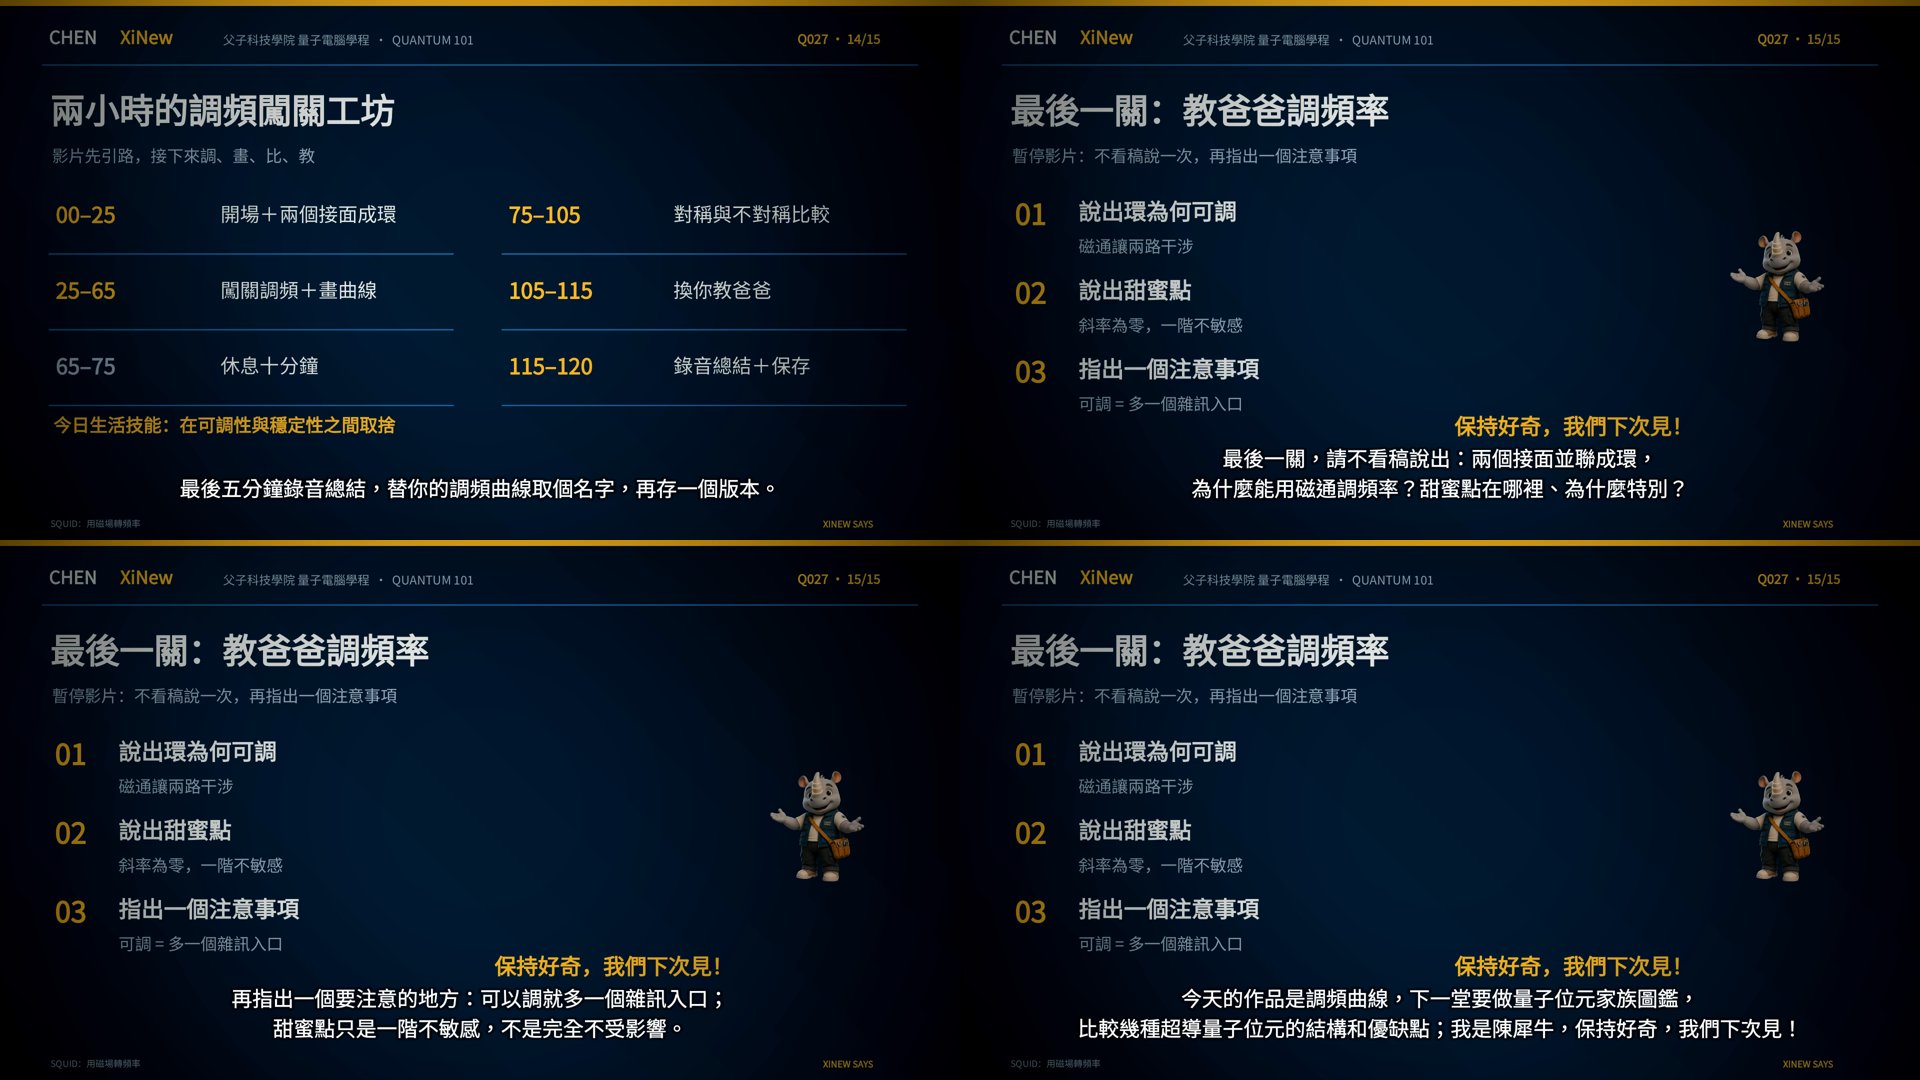 CHEN XiNew 父子科技學院 量子電腦學程 · QUANTUM 101 Q027 · 14/15
兩小時的調頻闖關工坊
影片先引路，接下來調、畫、比、教
00–25 開場＋兩個接面成環
25–65 闖關調頻＋畫曲線
65–75 休息十分鐘
75–105 對稱與不對稱比較
105–115 換你教爸爸
115–120 錄音總結＋保存
今日生活技能：在可調性與穩定性之間取捨
最後五分鐘錄音總結，替你的調頻曲線取個名字，再存一個版本。
SQUID：用磁場轉頻率 XINEW SAYS
CHEN XiNew 父子科技學院 量子電腦學程 · QUANTUM 101 Q027 · 15/15
最後一關：教爸爸調頻率
暫停影片：不看稿說一次，再指出一個注意事項
01 說出環為何可調
磁通讓兩路干涉
02 說出甜蜜點
斜率為零，一階不敏感
03 指出一個注意事項
可調 = 多一個雜訊入口
保持好奇，我們下次見！
最後一關，請不看稿說出：兩個接面並聯成環，
為什麼能用磁通調頻率？甜蜜點在哪裡、為什麼特別？
SQUID：用磁場轉頻率 XINEW SAYS
CHEN XiNew 父子科技學院 量子電腦學程 · QUANTUM 101 Q027 · 15/15
最後一關：教爸爸調頻率
暫停影片：不看稿說一次，再指出一個注意事項
01 說出環為何可調
磁通讓兩路干涉
02 說出甜蜜點
斜率為零，一階不敏感
03 指出一個注意事項
可調 = 多一個雜訊入口
保持好奇，我們下次見！
再指出一個要注意的地方：可以調就多一個雜訊入口；
甜蜜點只是一階不敏感，不是完全不受影響。
SQUID：用磁場轉頻率 XINEW SAYS
CHEN XiNew 父子科技學院 量子電腦學程 · QUANTUM 101 Q027 · 15/15
最後一關：教爸爸調頻率
暫停影片：不看稿說一次，再指出一個注意事項
01 說出環為何可調
磁通讓兩路干涉
02 說出甜蜜點
斜率為零，一階不敏感
03 指出一個注意事項
可調 = 多一個雜訊入口
保持好奇，我們下次見！
今天的作品是調頻曲線，下一堂要做量子位元家族圖鑑，
比較幾種超導量子位元的結構和優缺點；我是陳犀牛，保持好奇，我們下次見！
SQUID：用磁場轉頻率 XINEW SAYS